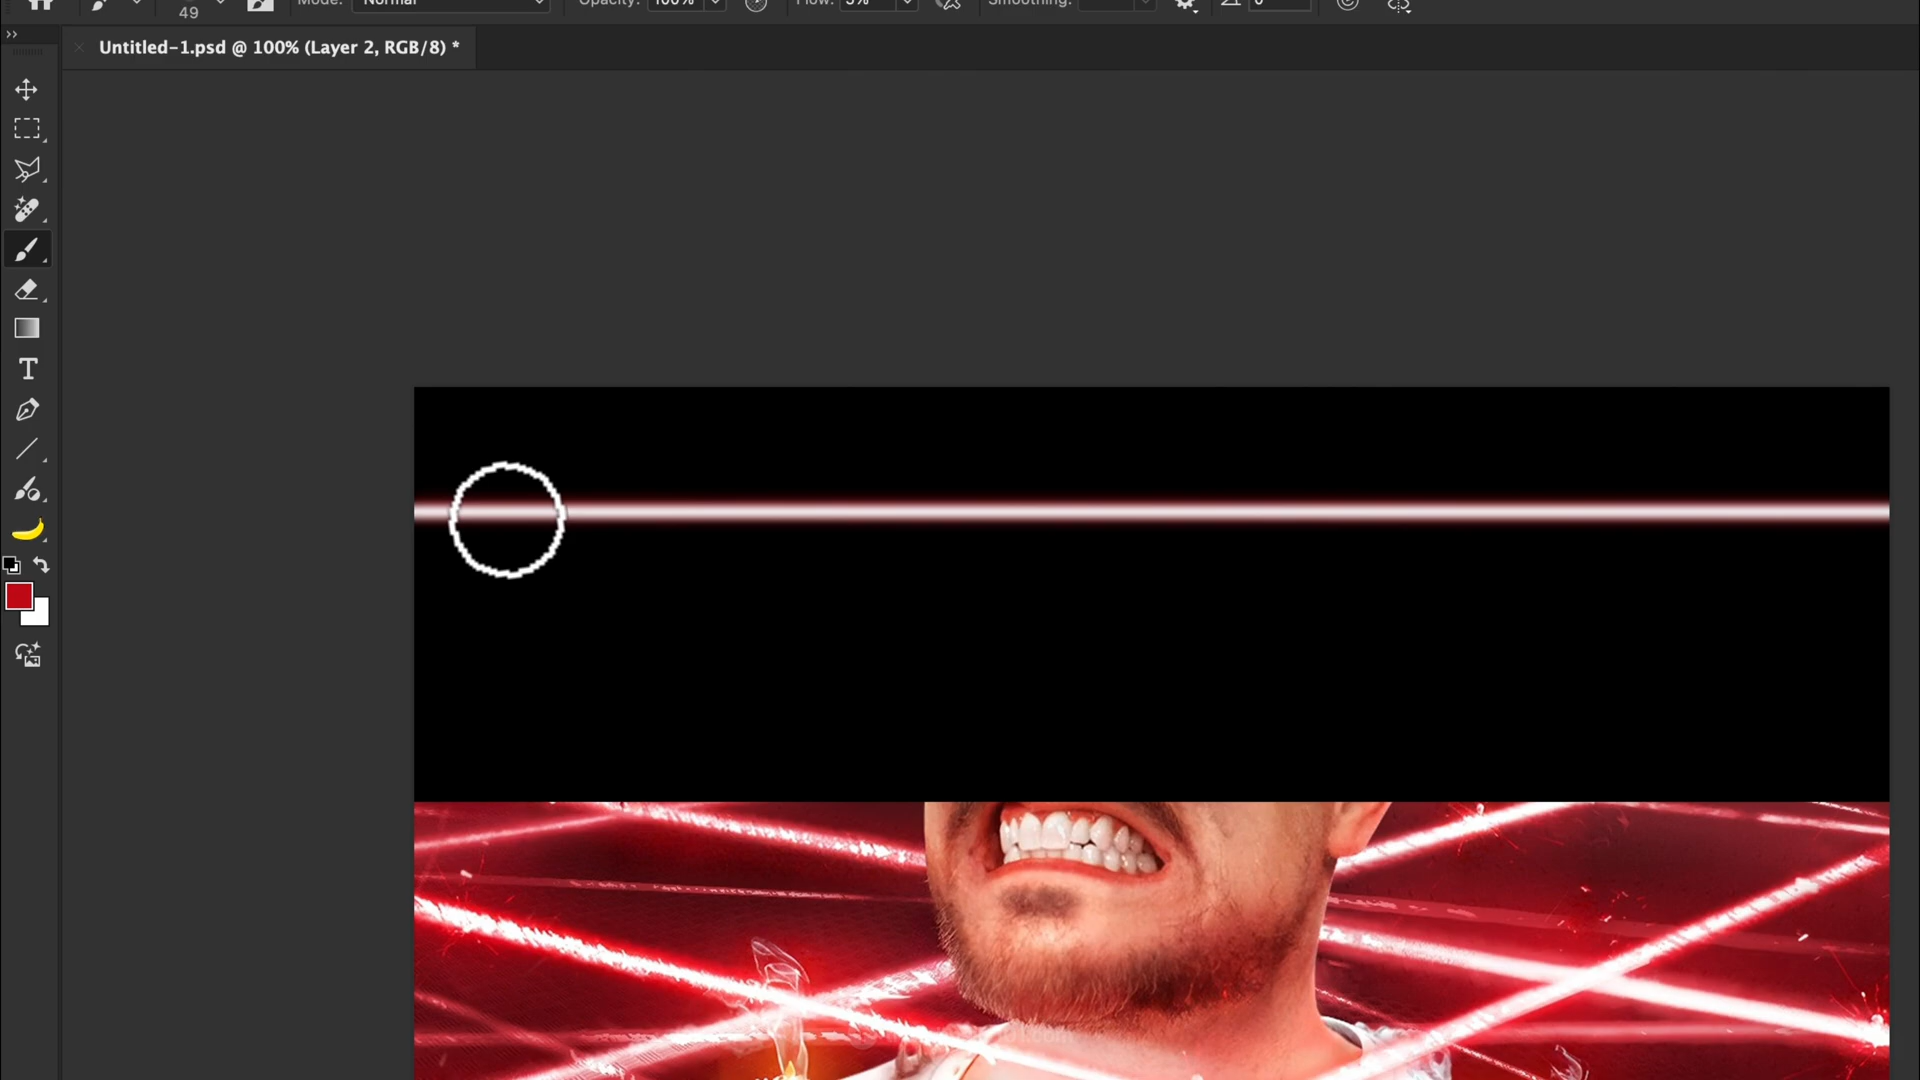 49
Mode: Normal
Opacity: 100%
Flow: 5%
Smoothing:
0
× Untitled-1.psd @ 100% (Layer 2, RGB/8) *
T